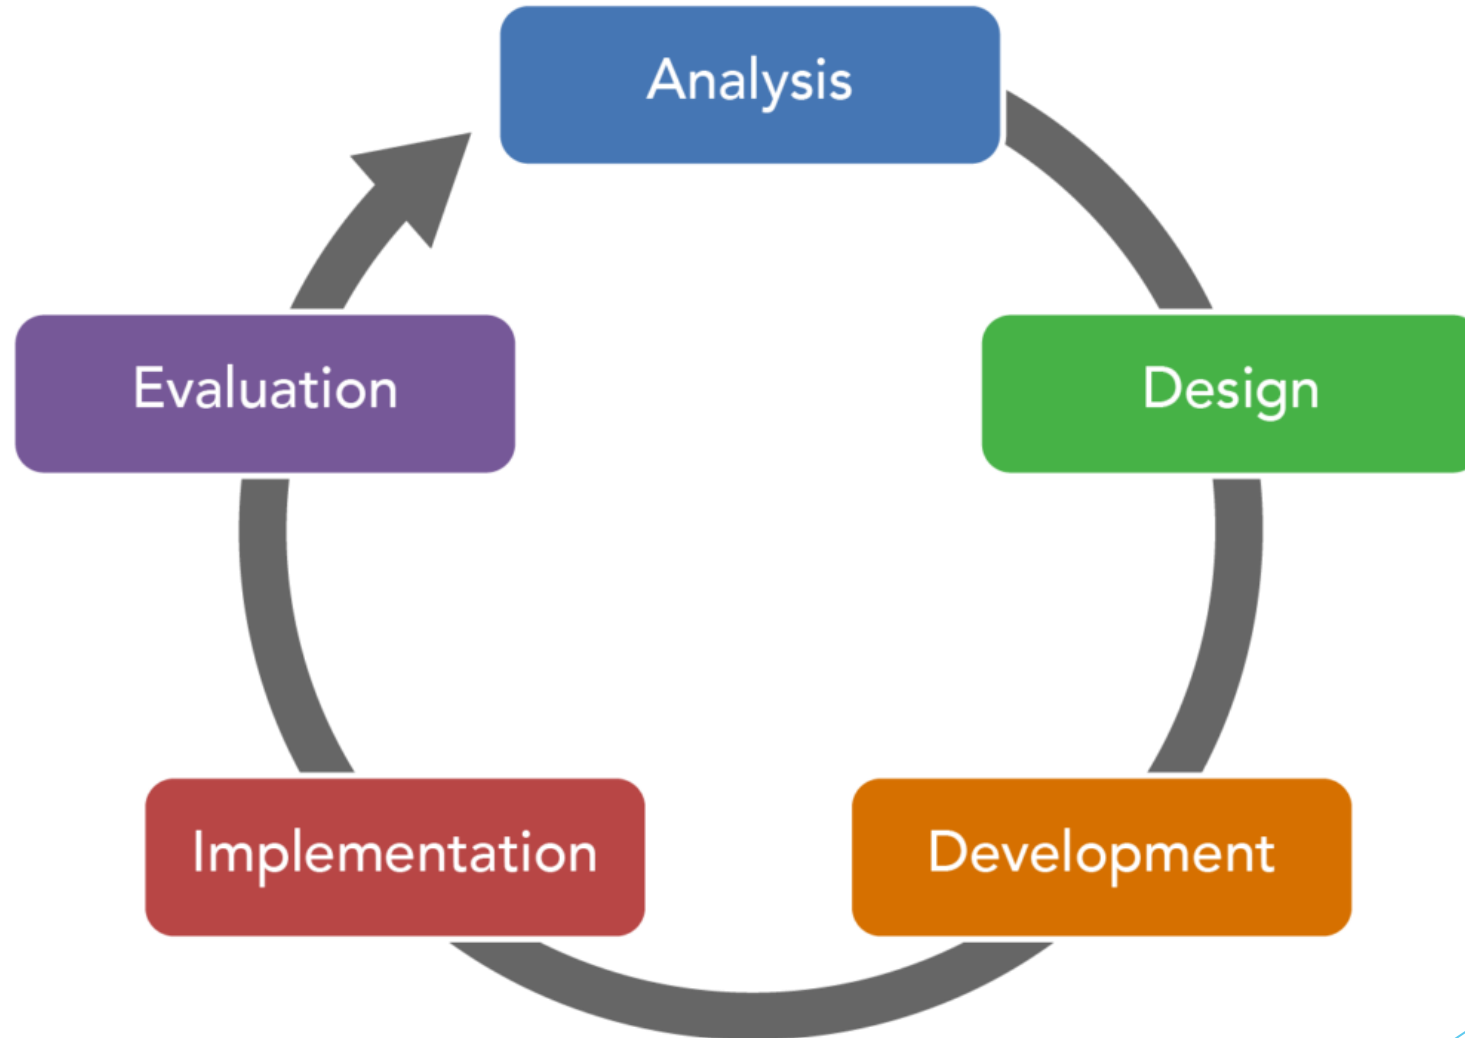 Analysis
Design
Development
Implementation
Evaluation